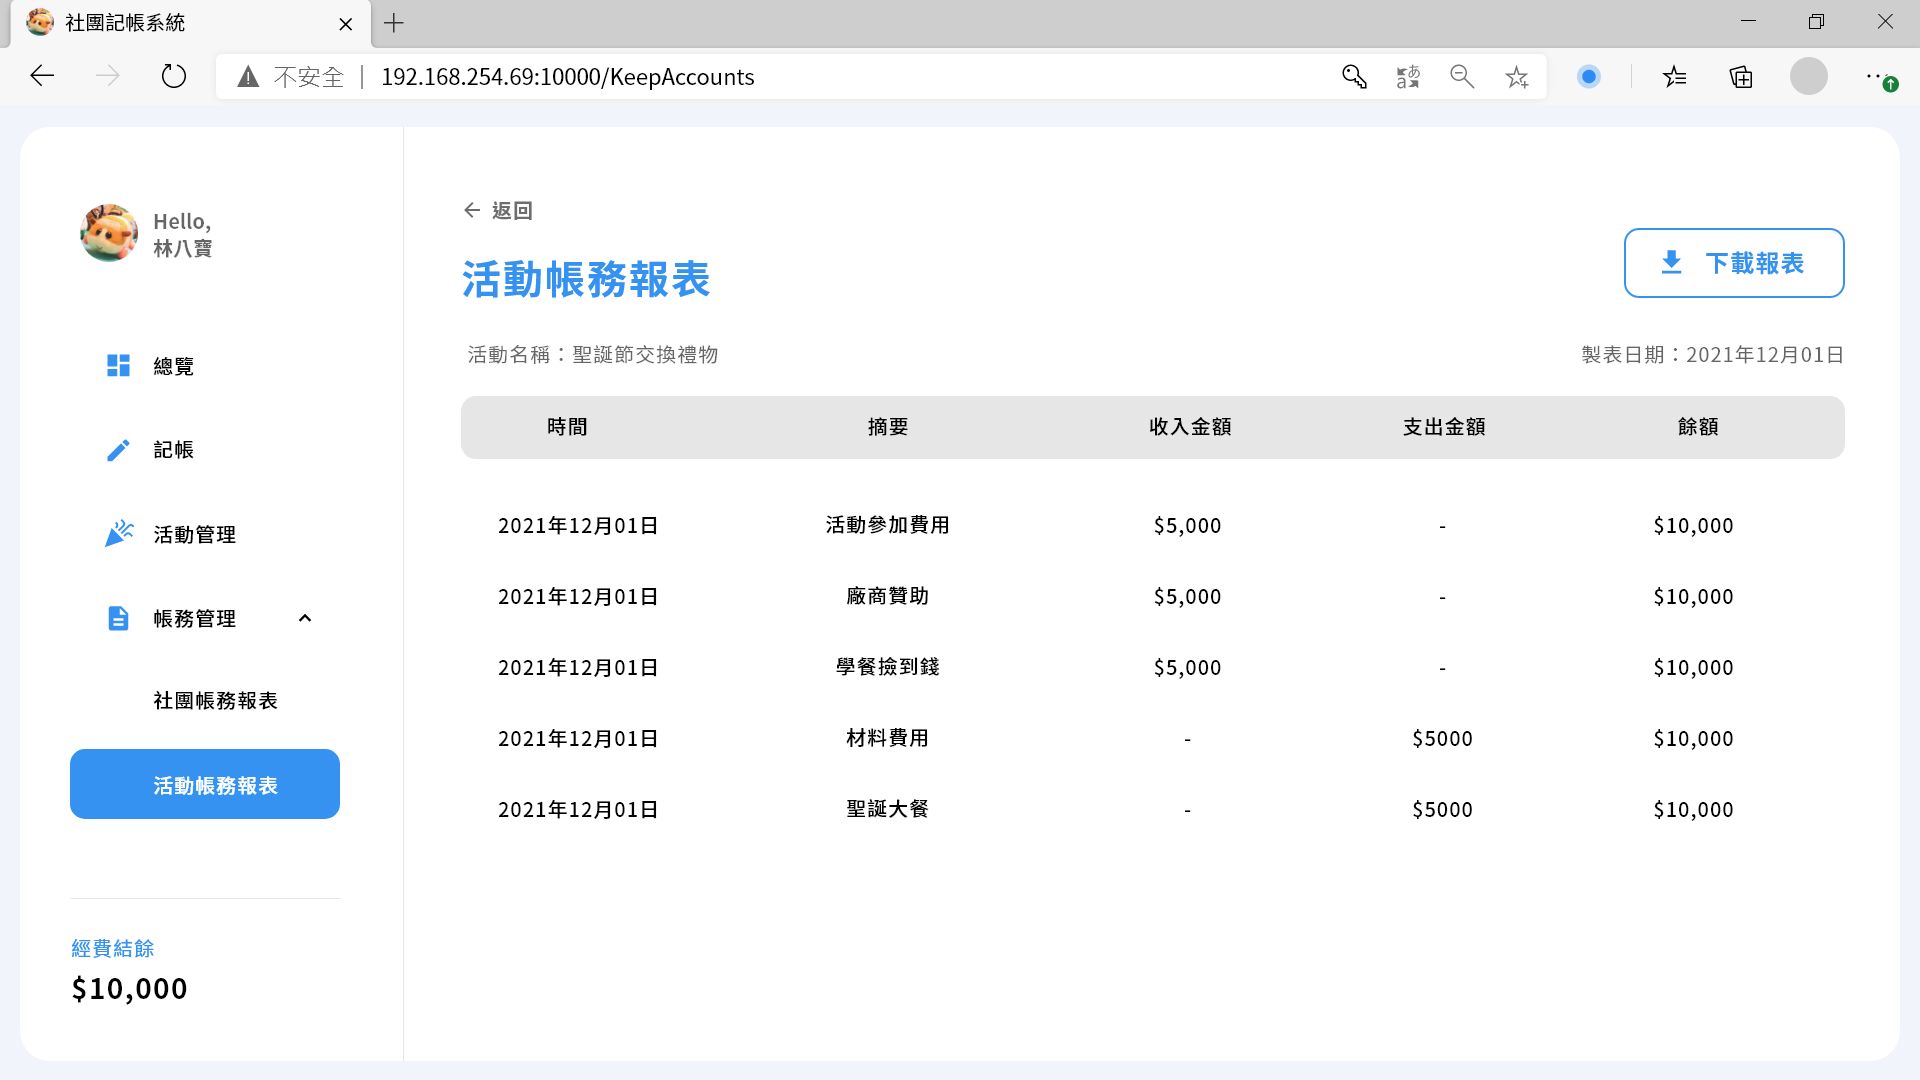 社團記帳系統
不安全
192.168.254.69:10000/KeepAccounts
Hello,
林八寶
總覽
記帳
活動管理
帳務管理
社團帳務報表
活動帳務報表
經費結餘
$10,000
返回
活動帳務報表
下載報表
活動名稱：聖誕節交換禮物
製表日期：2021年12月01日
時間 摘要 收入金額 支出金額 餘額
2021年12月01日 活動參加費用 $5,000 - $10,000
2021年12月01日 廠商贊助 $5,000 - $10,000
2021年12月01日 學餐撿到錢 $5,000 - $10,000
2021年12月01日 材料費用 - $5000 $10,000
2021年12月01日 聖誕大餐 - $5000 $10,000